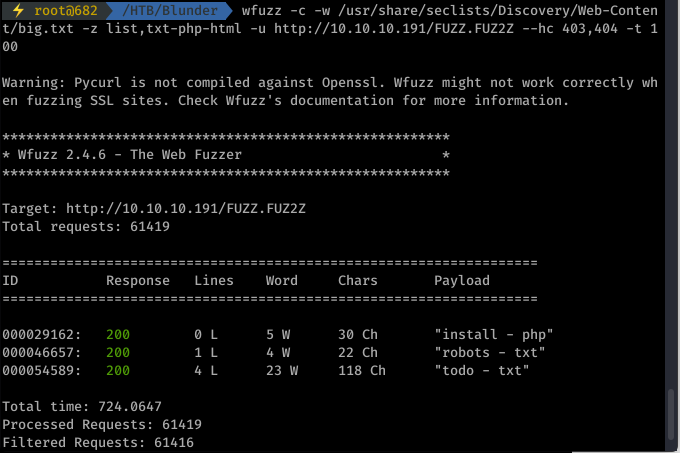 ⚡ root@682 /HTB/Blunder wfuzz -c -w /usr/share/seclists/Discovery/Web-Conten
t/big.txt -z list,txt-php-html -u http://10.10.10.191/FUZZ.FUZ2Z --hc 403,404 -t 1
00
Warning: Pycurl is not compiled against Openssl. Wfuzz might not work correctly wh
en fuzzing SSL sites. Check Wfuzz's documentation for more information.
********************************************************
* Wfuzz 2.4.6 - The Web Fuzzer                         *
********************************************************
Target: http://10.10.10.191/FUZZ.FUZ2Z
Total requests: 61419
===================================================================
ID           Response   Lines    Word     Chars       Payload
===================================================================
000029162:   200        0 L      5 W      30 Ch       "install - php"
000046657:   200        1 L      4 W      22 Ch       "robots - txt"
000054589:   200        4 L      23 W     118 Ch      "todo - txt"
Total time: 724.0647
Processed Requests: 61419
Filtered Requests: 61416